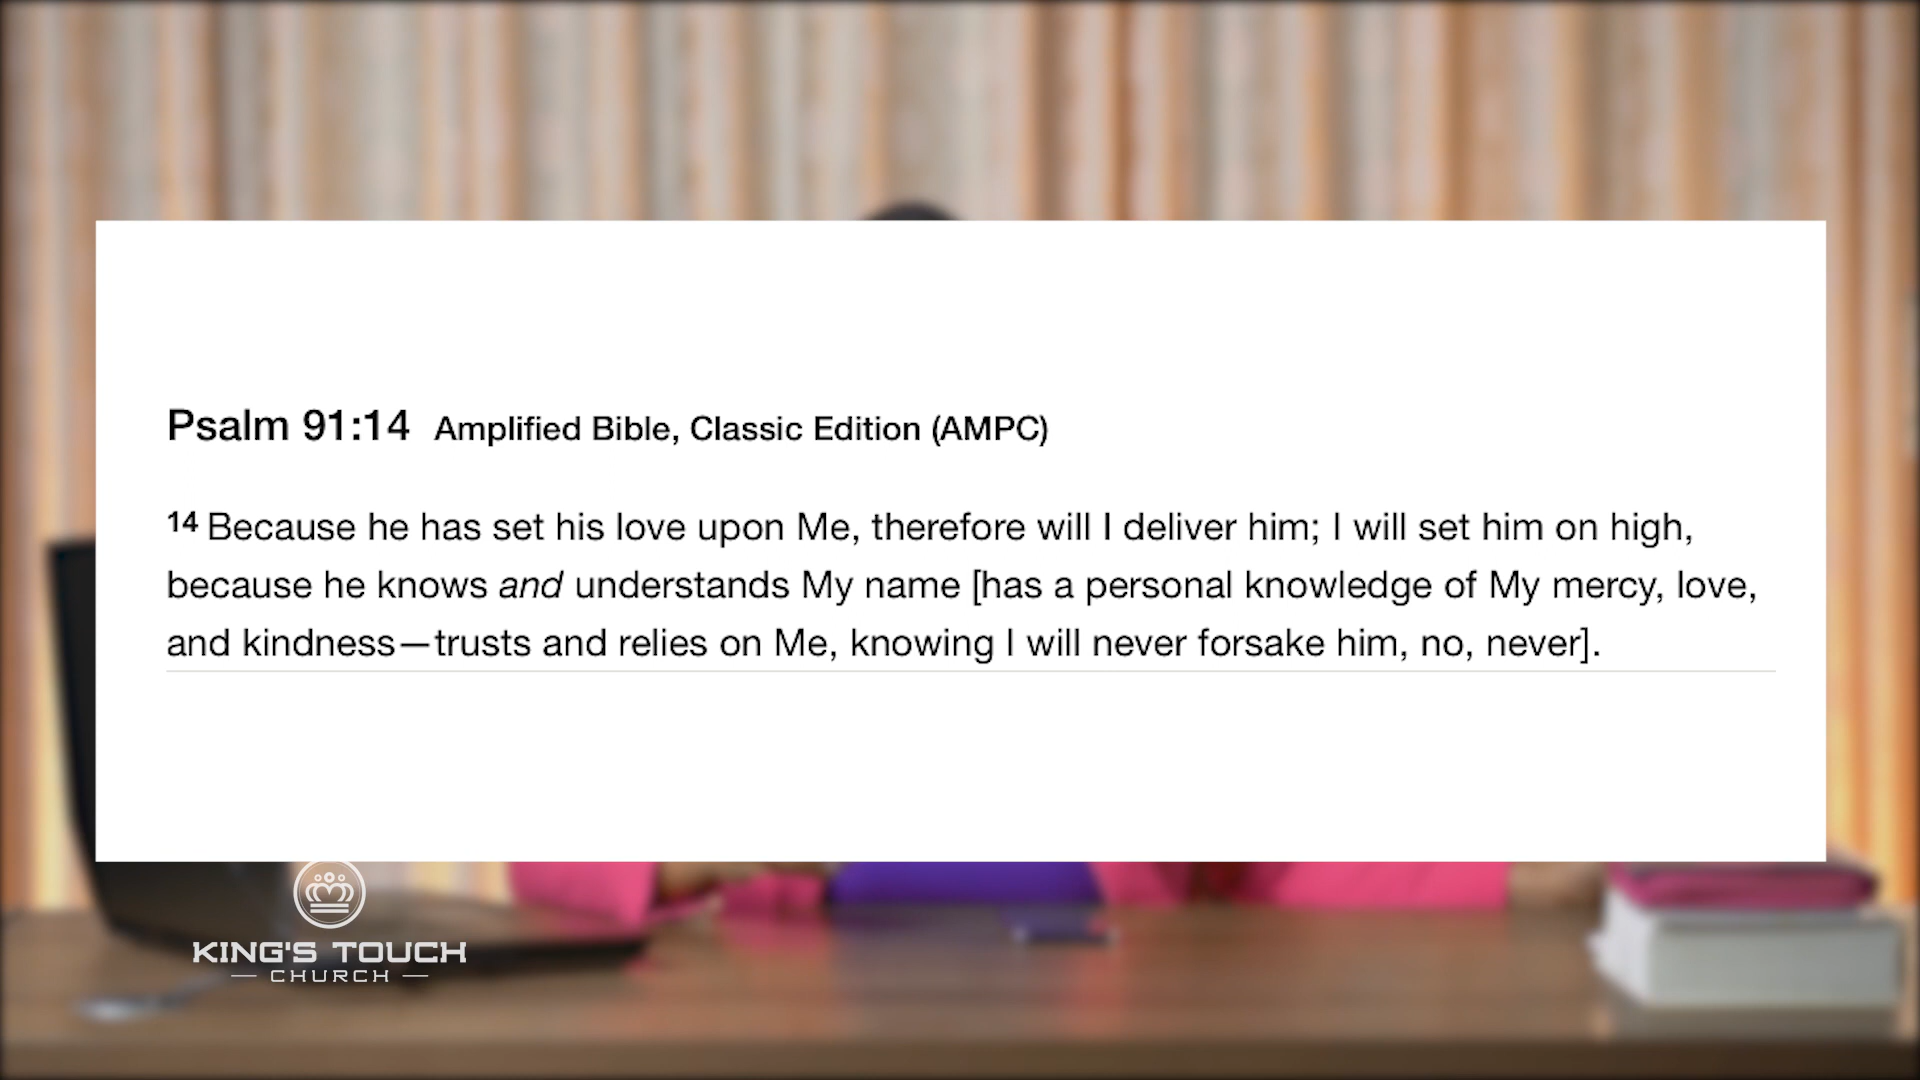 Psalm 91:14 Amplified Bible, Classic Edition (AMPC)
14 Because he has set his love upon Me, therefore will I deliver him; I will set him on high,
because he knows and understands My name [has a personal knowledge of My mercy, love,
and kindness—trusts and relies on Me, knowing I will never forsake him, no, never].
KING'S TOUCH
CHURCH